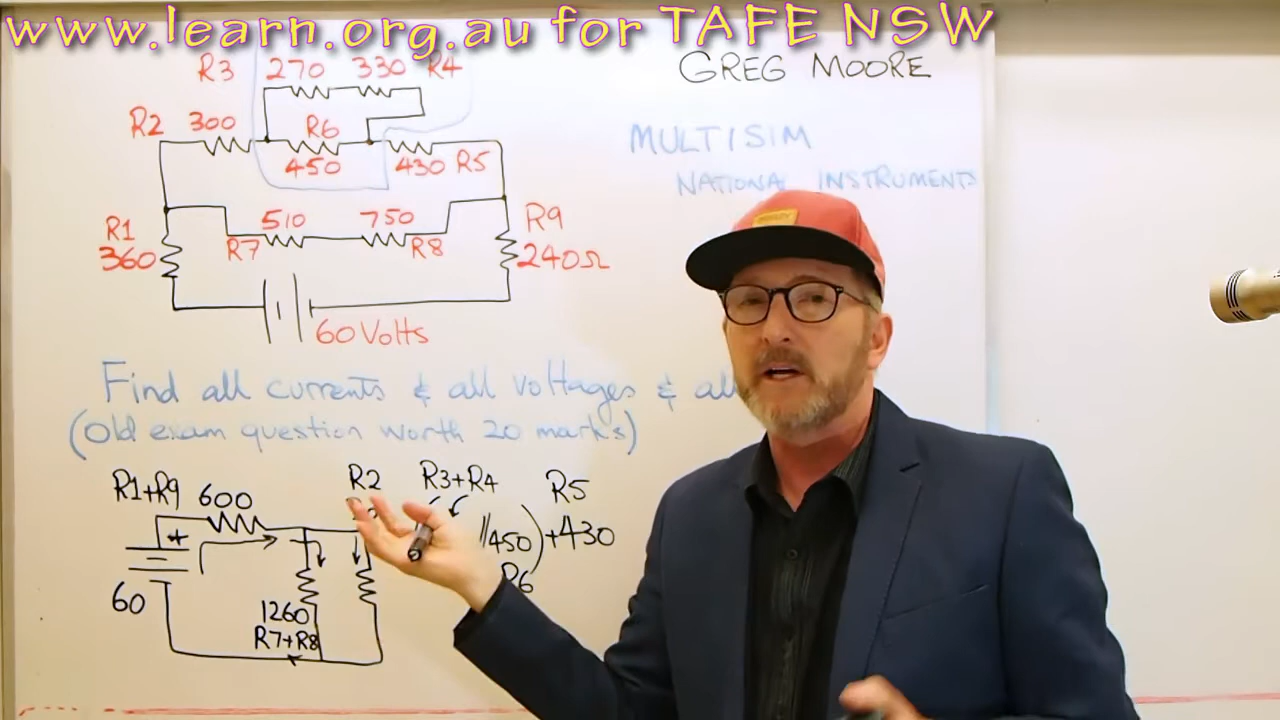 www.learn.org.au for TAFE NSW
R3 270 330 R4
GREG MOORE
R2 300 R6
450 430 R5
MULTISIM
NATIONAL INSTRUMENTS
R1 510 750 R9
360 R7 R8 240Ω
60 Volts
Find all currents & all voltages & all
(Old exam question worth 20 marks)
R1+R9 600 R2 R3+R4 R5
+ //450) +430
R6
60
1260
R7+R8